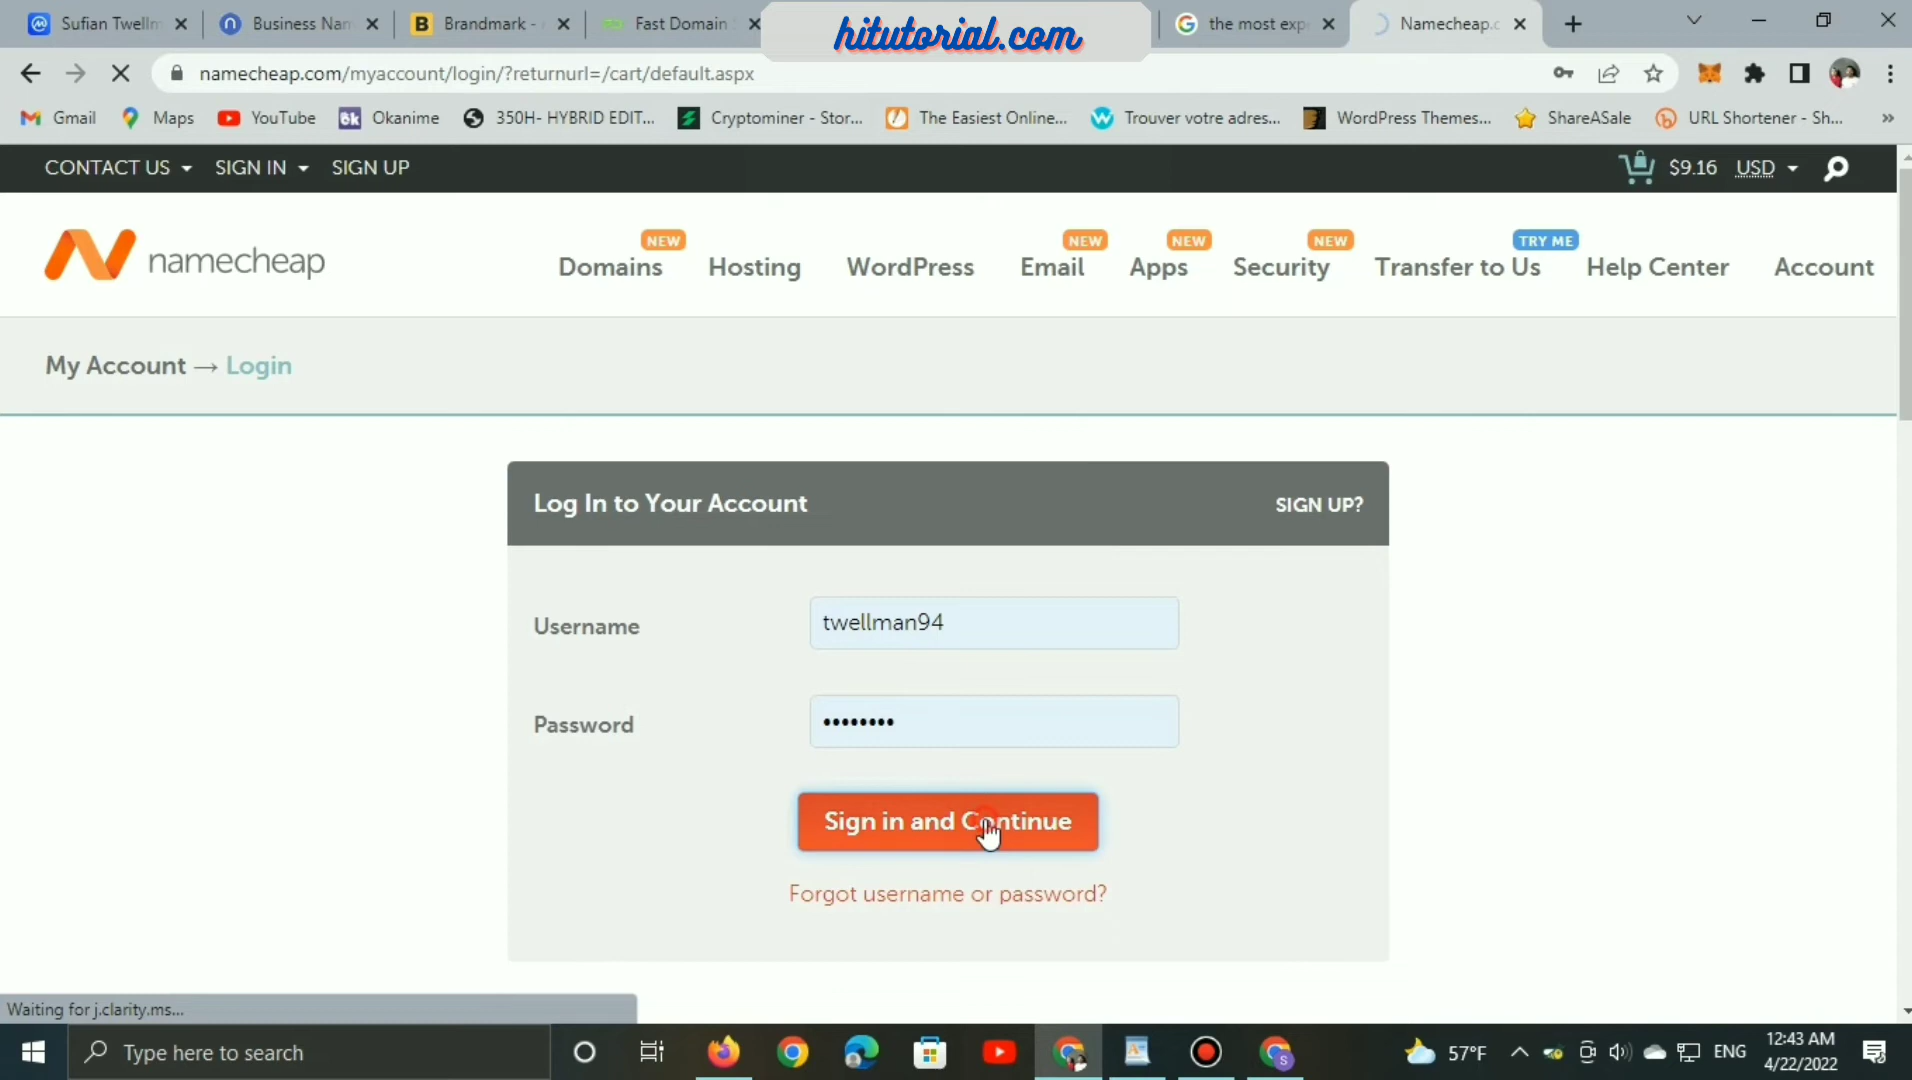 Sufian Twellm
Business Nam
Brandmark -
Fast Domain
hitutorial.com
the most exp
Namecheap.c
namecheap.com/myaccount/login/?returnurl=/cart/default.aspx
Gmail
Maps
YouTube
Bk
Okanime
350H- HYBRID EDIT...
Cryptominer - Stor...
The Easiest Online...
Trouver votre adres...
WordPress Themes...
ShareASale
URL Shortener - Sh...
CONTACT US
SIGN IN
SIGN UP
$9.16
USD
namecheap
NEW
Domains
Hosting
WordPress
NEW
Email
NEW
Apps
NEW
Security
TRY ME
Transfer to Us
Help Center
Account
My Account → Login
Log In to Your Account
SIGN UP?
Username
twellman94
Password
••••••••
Sign in and Continue
Forgot username or password?
Waiting for j.clarity.ms...
Type here to search
57°F
ENG
12:43 AM
4/22/2022